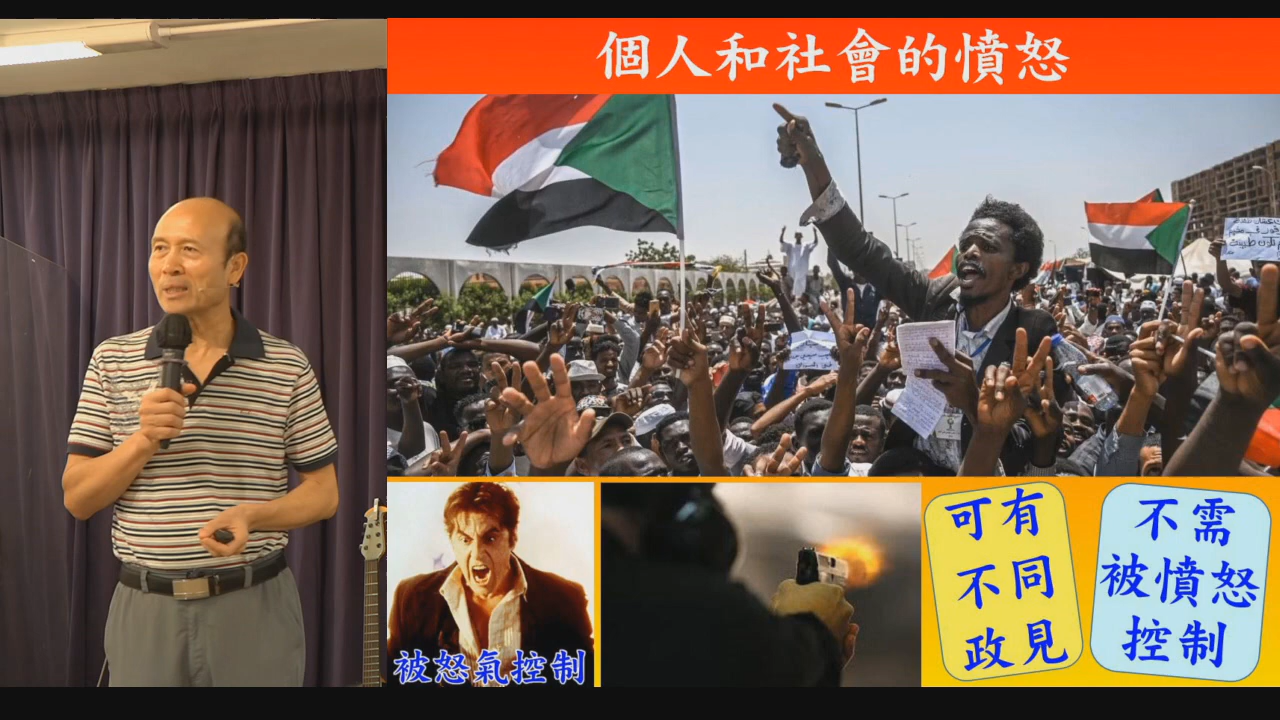 個人和社會的憤怒
被怒氣控制
可有
不同
政見
不需
被憤怒
控制